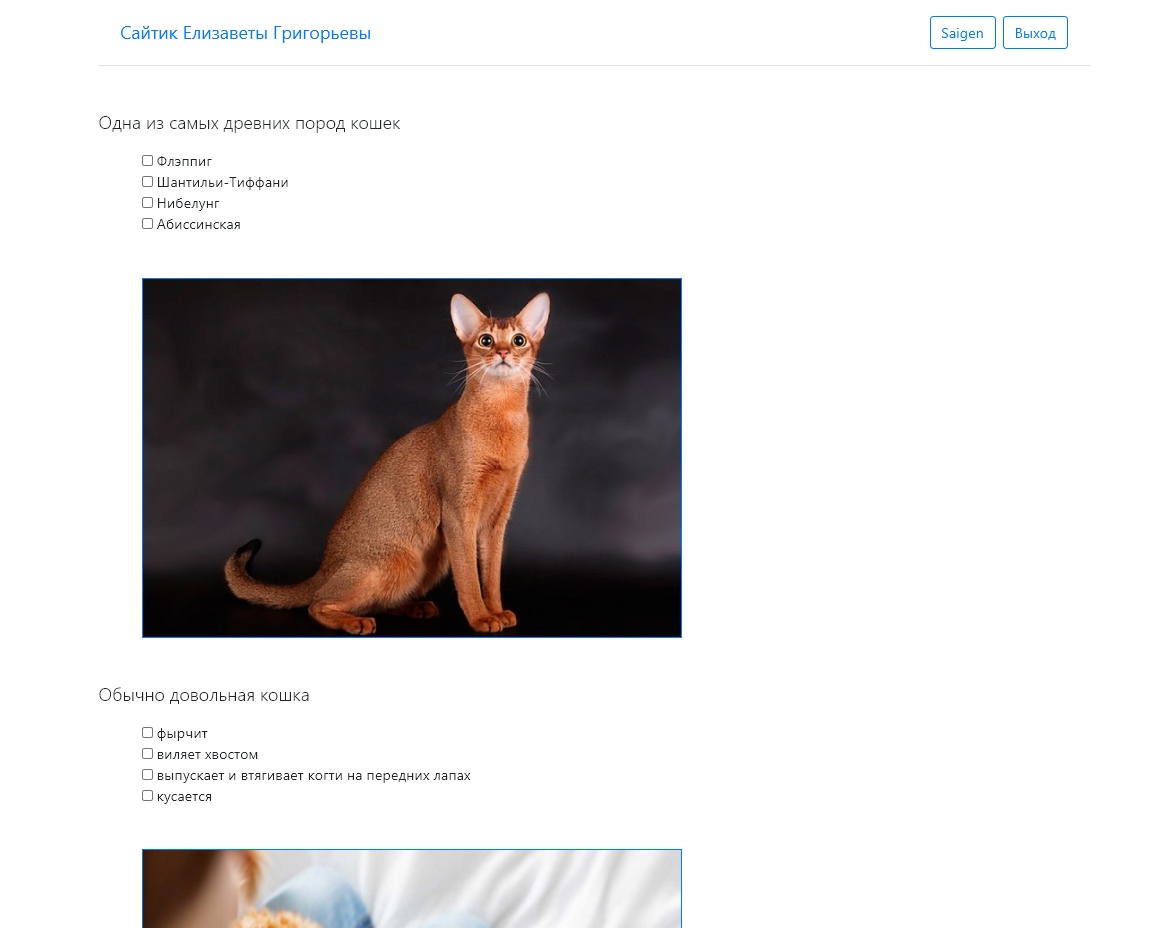 Сайтик Елизаветы Григорьевы
Saigen
Выход
Одна из самых древних пород кошек
Флэппиг
Шантильи-Тиффани
Нибелунг
Абиссинская
Обычно довольная кошка
фырчит
виляет хвостом
выпускает и втягивает когти на передних лапах
кусается